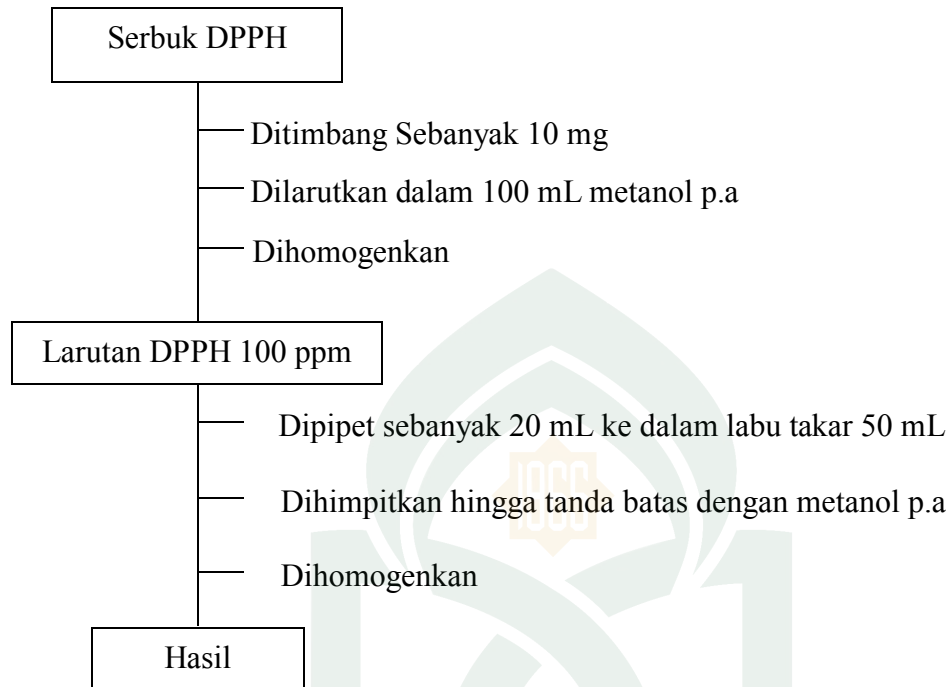 Serbuk DPPH
Ditimbang Sebanyak 10 mg
Dilarutkan dalam 100 mL metanol p.a
Dihomogenkan
Larutan DPPH 100 ppm
Dipipet sebanyak 20 mL ke dalam labu takar 50 mL
Dihimpitkan hingga tanda batas dengan metanol p.a
Dihomogenkan
Hasil